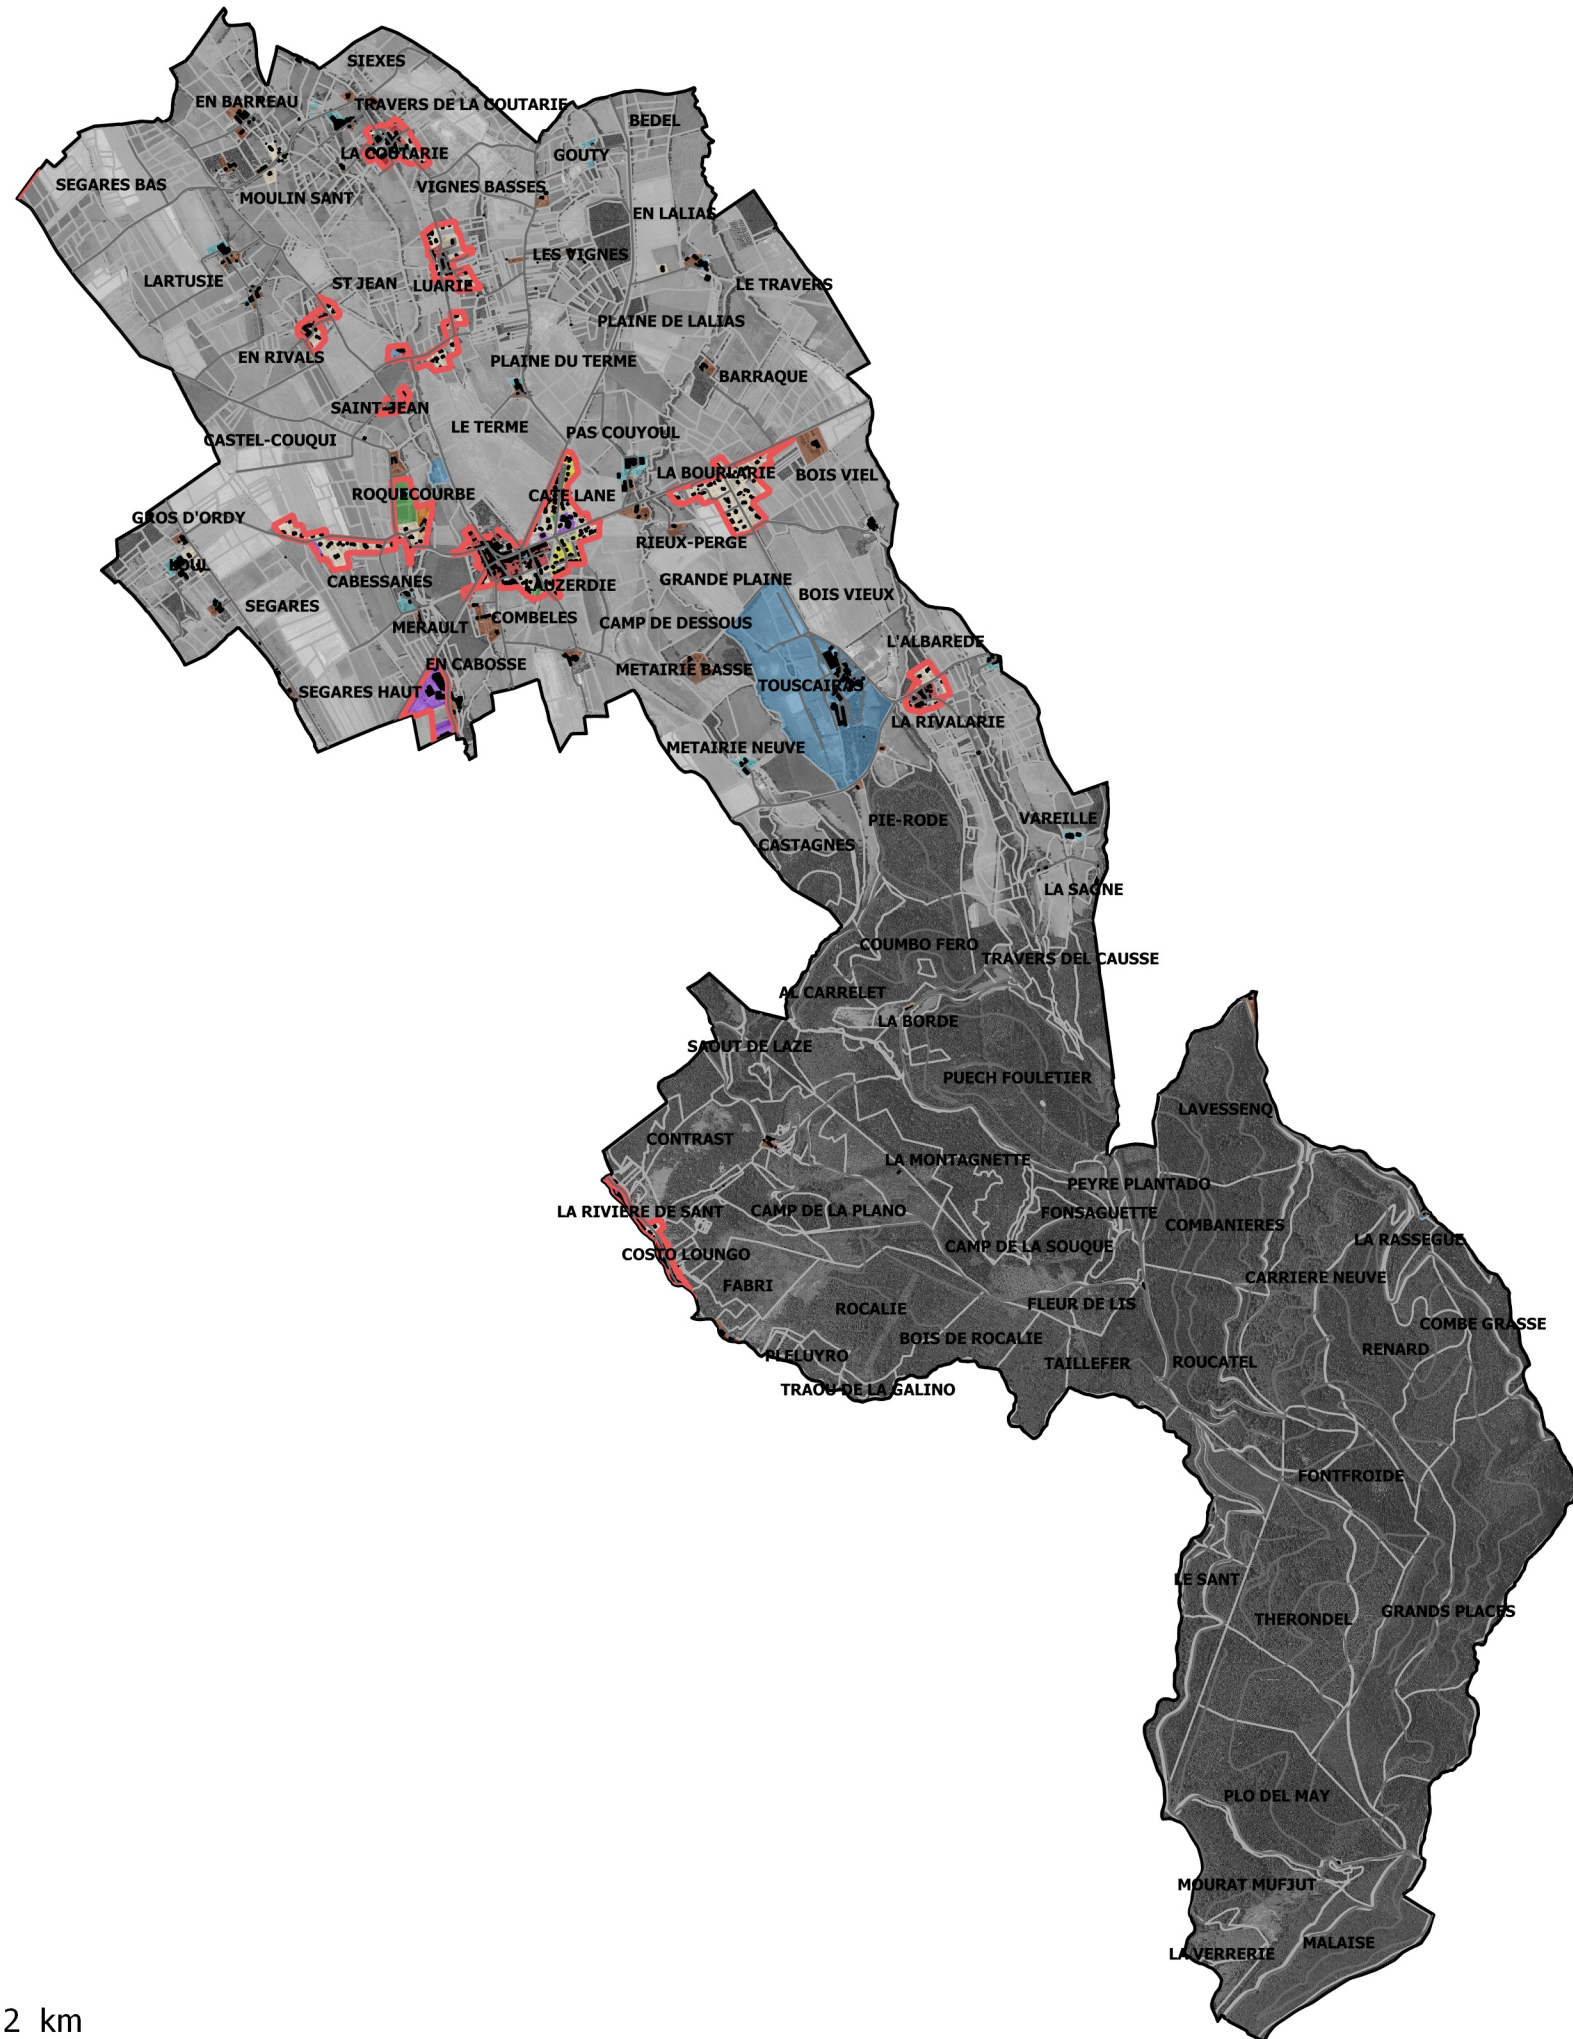 SIEXES
EN BARREAU
TRAVERS DE LA COUTARIE
BEDEL
LA COUTARIE
GOUTY
SEGARES BAS
VIGNES BASSES
MOULIN SANT
EN LALIAS
LES VIGNES
LARTUSIE
ST JEAN
LUARIE
LE TRAVERS
PLAINE DE LALIAS
EN RIVALS
PLAINE DU TERME
BARRAQUE
SAINT-JEAN
LE TERME
PAS COUYOUL
CASTEL-COUQUI
LA BOURLARIE
BOIS VIEL
ROQUECOURBE
CATE LANE
GROS D'ORDY
RIEUX-PERGE
LOUL
CABESSANES
LAUZERDIE
GRANDE PLAINE
BOIS VIEUX
SEGARES
MERAULT
COMBELES
CAMP DE DESSOUS
L'ALBAREDE
EN CABOSSE
METAIRIE BASSE
SEGARES HAUT
TOUSCAIRAS
LA RIVALARIE
METAIRIE NEUVE
PIE-RODE
VAREILLE
CASTAGNES
LA SAGNE
COUMBO FERO
TRAVERS DEL CAUSSE
AL CARRELET
LA BORDE
SAOUT DE LAZE
PUECH FOULETIER
LAVESSENQ
CONTRAST
LA MONTAGNETTE
PEYRE PLANTADO
LA RIVIERE DE SANT
CAMP DE LA PLANO
FONSAGUETTE
COMBANIERES
LA RASSEGUE
COSTO LOUNGO
CAMP DE LA SOUQUE
CARRIERE NEUVE
FABRI
ROCALIE
FLEUR DE LIS
COMBE GRASSE
BOIS DE ROCALIE
RENARD
PLELUYRO
TAILLEFER
ROUCATEL
TRAOU DE LA GALINO
FONTFROIDE
LE SANT
THERONDEL
GRANDS PLACES
PLO DEL MAY
MOURAT MUFJUT
MALAISE
LA VERRERIE
2 km